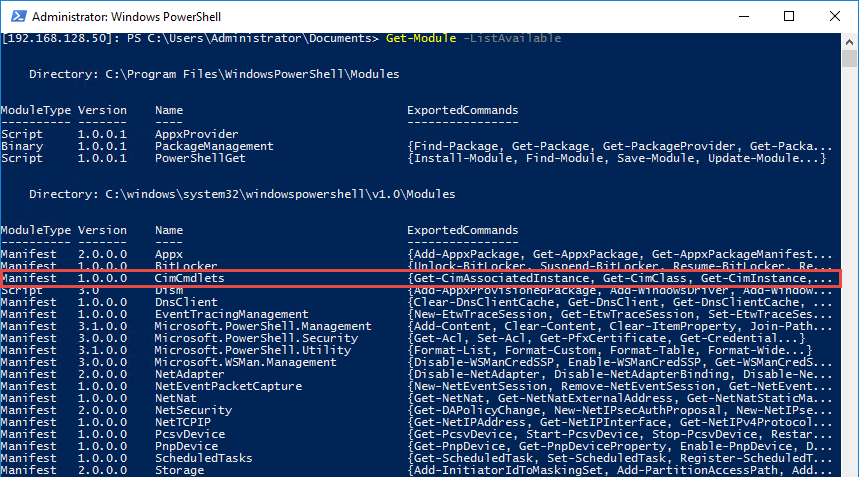 Administrator: Windows PowerShell
[192.168.128.50]: PS C:\Users\Administrator\Documents> Get-Module -ListAvailable
Directory: C:\Program Files\WindowsPowerShell\Modules
ModuleType Version Name ExportedCommands
---------- ------- ---- ----------------
Script 1.0.0.1 AppxProvider
Binary 1.0.0.1 PackageManagement {Find-Package, Get-Package, Get-PackageProvider, Get-Packa...
Script 1.0.0.1 PowerShellGet {Install-Module, Find-Module, Save-Module, Update-Module...}
Directory: C:\windows\system32\windowspowershell\v1.0\Modules
ModuleType Version Name ExportedCommands
---------- ------- ---- ----------------
Manifest 2.0.0.0 Appx {Add-AppxPackage, Get-AppxPackage, Get-AppxPackageManifest...
Manifest 1.0.0.0 BitLocker {Unlock-BitLocker, Suspend-BitLocker, Resume-BitLocker, Re...
Manifest 1.0.0.0 CimCmdlets {Get-CimAssociatedInstance, Get-CimClass, Get-CimInstance,...
Script 3.0 Dism {Add-AppxProvisionedPackage, Add-WindowsDriver, Add-Window...
Manifest 1.0.0.0 DnsClient {Clear-DnsClientCache, Get-DnsClient, Get-DnsClientCache, ...
Manifest 1.0.0.0 EventTracingManagement {New-EtwTraceSession, Get-EtwTraceSession, Set-EtwTraceSes...
Manifest 3.1.0.0 Microsoft.PowerShell.Management {Add-Content, Clear-Content, Clear-ItemProperty, Join-Path...
Manifest 3.0.0.0 Microsoft.PowerShell.Security {Get-Acl, Set-Acl, Get-PfxCertificate, Get-Credential...}
Manifest 3.1.0.0 Microsoft.PowerShell.Utility {Format-List, Format-Custom, Format-Table, Format-Wide...}
Manifest 3.0.0.0 Microsoft.WSMan.Management {Disable-WSManCredSSP, Enable-WSManCredSSP, Get-WSManCredS...
Manifest 2.0.0.0 NetAdapter {Disable-NetAdapter, Disable-NetAdapterBinding, Disable-Ne...
Manifest 1.0.0.0 NetEventPacketCapture {New-NetEventSession, Remove-NetEventSession, Get-NetEvent...
Manifest 1.0.0.0 NetNat {Get-NetNat, Get-NetNatExternalAddress, Get-NetNatStaticMa...
Manifest 2.0.0.0 NetSecurity {Get-DAPolicyChange, New-NetIPsecAuthProposal, New-NetIPse...
Manifest 1.0.0.0 NetTCPIP {Get-NetIPAddress, Get-NetIPInterface, Get-NetIPv4Protocol...
Manifest 1.0.0.0 PcsvDevice {Get-PcsvDevice, Start-PcsvDevice, Stop-PcsvDevice, Restar...
Manifest 1.0.0.0 PnpDevice {Get-PnpDevice, Get-PnpDeviceProperty, Enable-PnpDevice, D...
Manifest 1.0.0.0 ScheduledTasks {Get-ScheduledTask, Set-ScheduledTask, Register-ScheduledT...
Manifest 2.0.0.0 Storage {Add-InitiatorIdToMaskingSet, Add-PartitionAccessPath, Add...